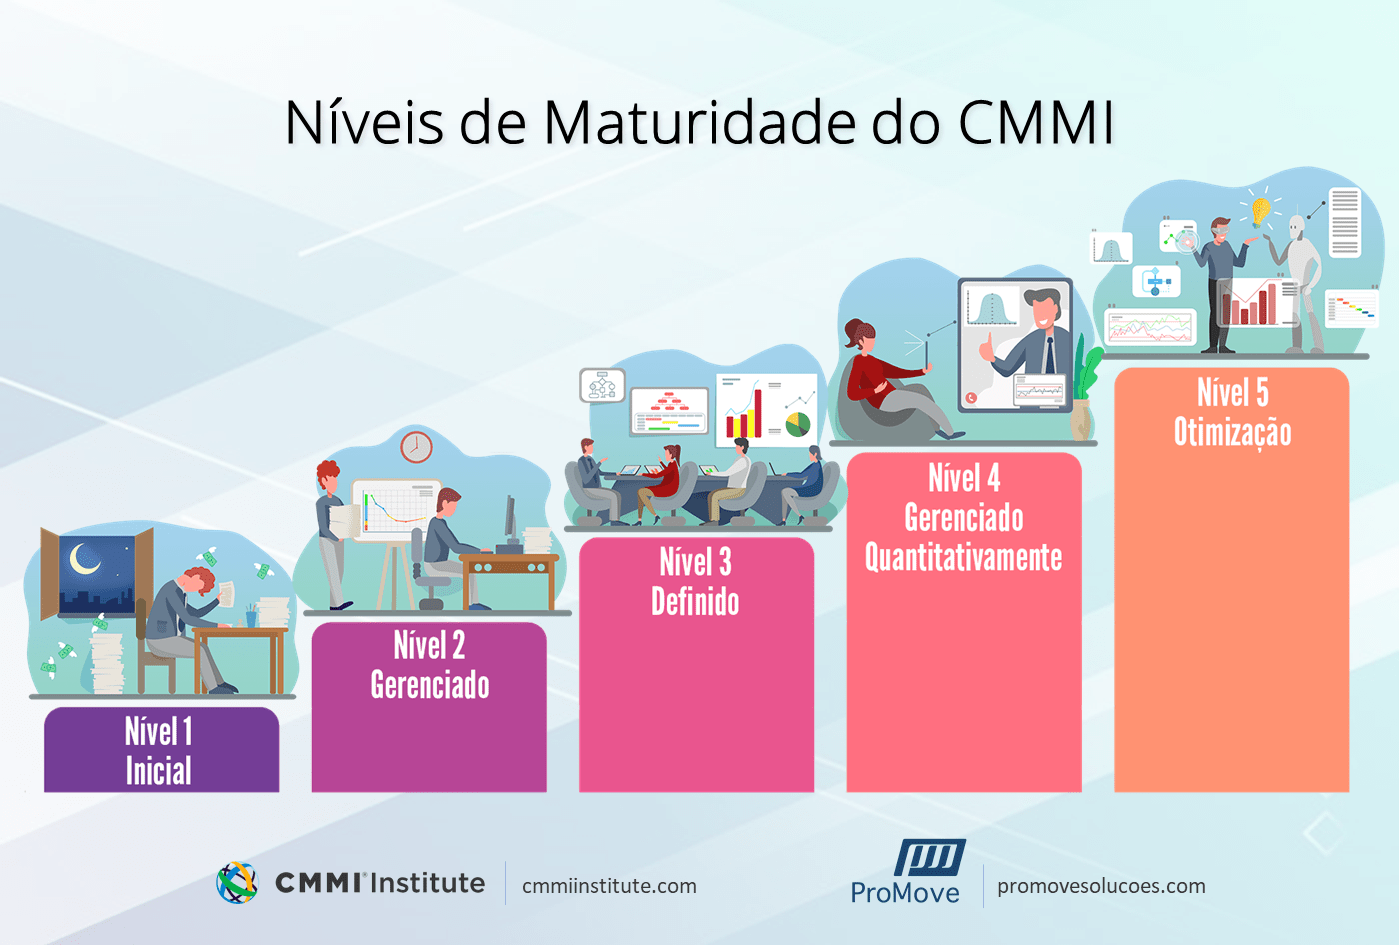 Níveis de Maturidade do CMMI
Nível 1
Inicial
Nível 2
Gerenciado
Nível 3
Definido
Nível 4
Gerenciado
Quantitativamente
Nível 5
Otimização
CMMI® Institute
cmmiinstitute.com
ProMove
promovesolucoes.com